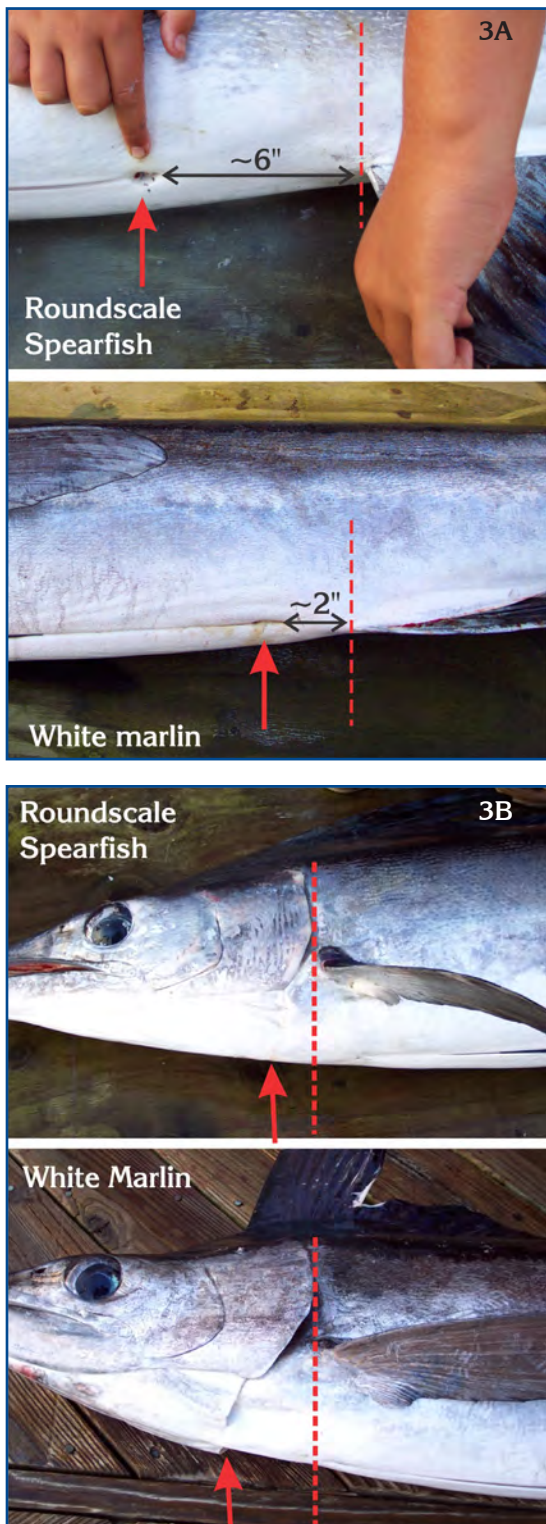 3A
~6"
Roundscale
Spearfish
~2"
White marlin
Roundscale
Spearfish
3B
White Marlin